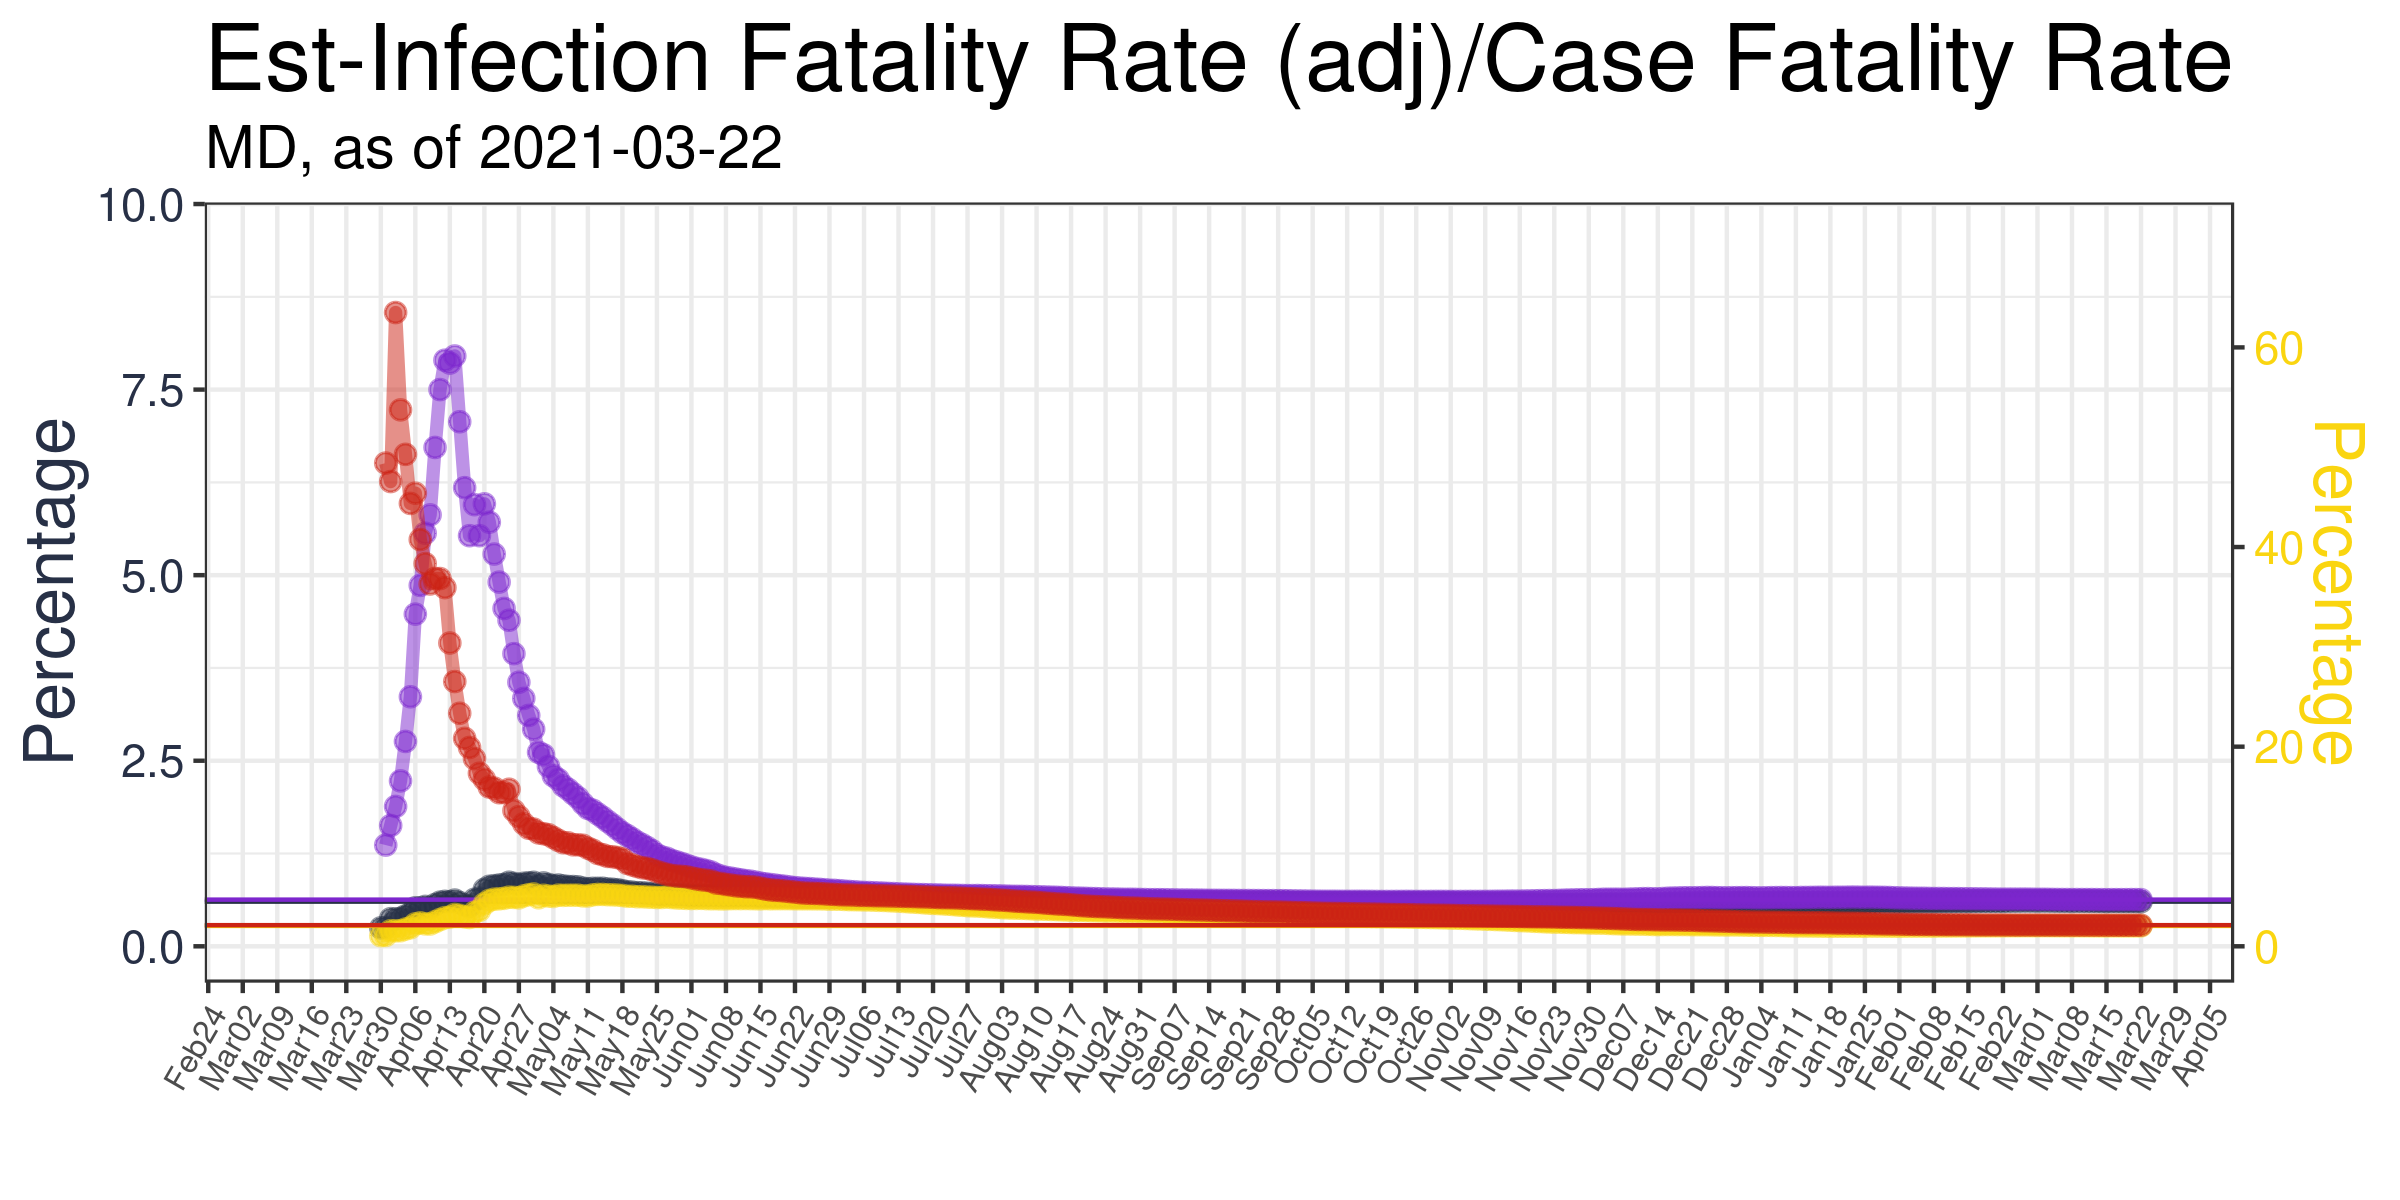 Est-Infection Fatality Rate (adj)/Case Fatality Rate
MD, as of 2021-03-22
Percentage
10.0
7.5
5.0
2.5
0.0
60
40
20
0
Percentage
Feb24
Mar02
Mar09
Mar16
Mar23
Mar30
Apr06
Apr13
Apr20
Apr27
May04
May11
May18
May25
Jun01
Jun08
Jun15
Jun22
Jun29
Jul06
Jul13
Jul20
Jul27
Aug03
Aug10
Aug17
Aug24
Aug31
Sep07
Sep14
Sep21
Sep28
Oct05
Oct12
Oct19
Oct26
Nov02
Nov09
Nov16
Nov23
Nov30
Dec07
Dec14
Dec21
Dec28
Jan04
Jan11
Jan18
Jan25
Feb01
Feb08
Feb15
Feb22
Mar01
Mar08
Mar15
Mar22
Mar29
Apr05